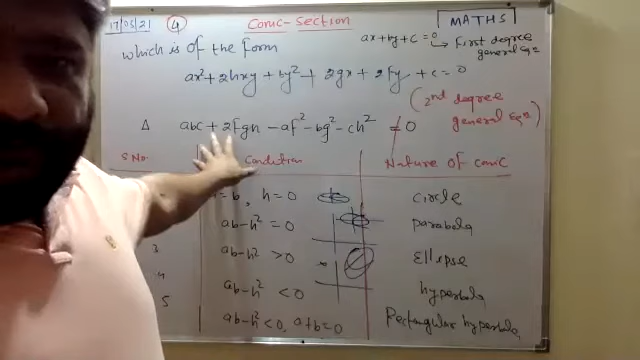 17/05/21 4 Conic-Section MATHS
ax+by+c=0
which is of the form → First degree
general Eqn
ax²+2hxy+by²+2gx+2fy+c=0
(2nd degree
general Eqn)
Δ abc+2fgh-af²-bg²-ch²=0
S No. Condition Nature of conic
=b, h=0 circle
ab-h²=0 parabola
3 ab-h²>0 Ellipse
4 ab-h²<0 hyperbola
5 ab-h²<0, a+b=0 Rectangular hyperbola